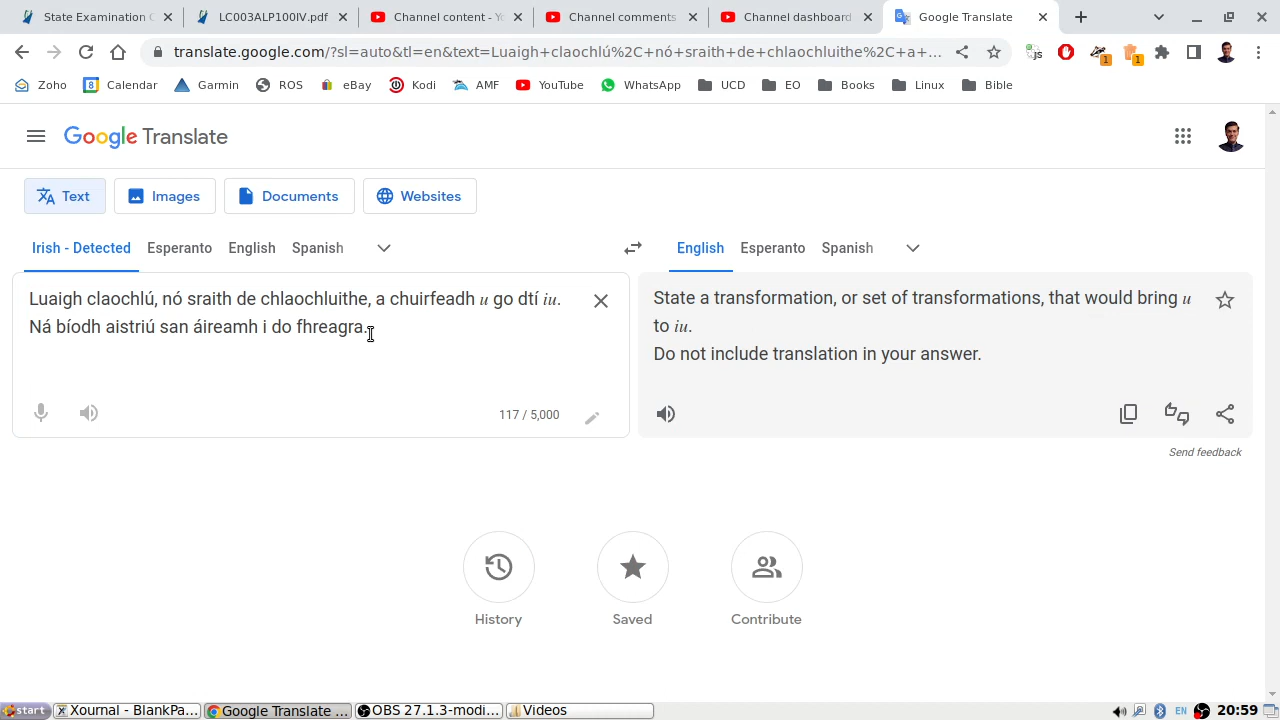 State Examination C
LC003ALP100IV.pdf
Channel content - Yo
Channel comments
Channel dashboard
Google Translate
translate.google.com/?sl=auto&tl=en&text=Luaigh+claochlú%2C+nó+sraith+de+chlaochluithe%2C+a+...
Zoho
Calendar
Garmin
ROS
eBay
Kodi
AMF
YouTube
WhatsApp
UCD
EO
Books
Linux
Bible
Google Translate
Text
Images
Documents
Websites
Irish - Detected
Esperanto
English
Spanish
English
Esperanto
Spanish
Luaigh claochlú, nó sraith de chlaochluithe, a chuirfeadh u go dtí iu.
Ná bíodh aistriú san áireamh i do fhreagra.
117 / 5,000
State a transformation, or set of transformations, that would bring u
to iu.
Do not include translation in your answer.
Send feedback
History
Saved
Contribute
start
Xournal - BlankPa...
Google Translate ...
OBS 27.1.3-modi...
Videos
EN
20:59